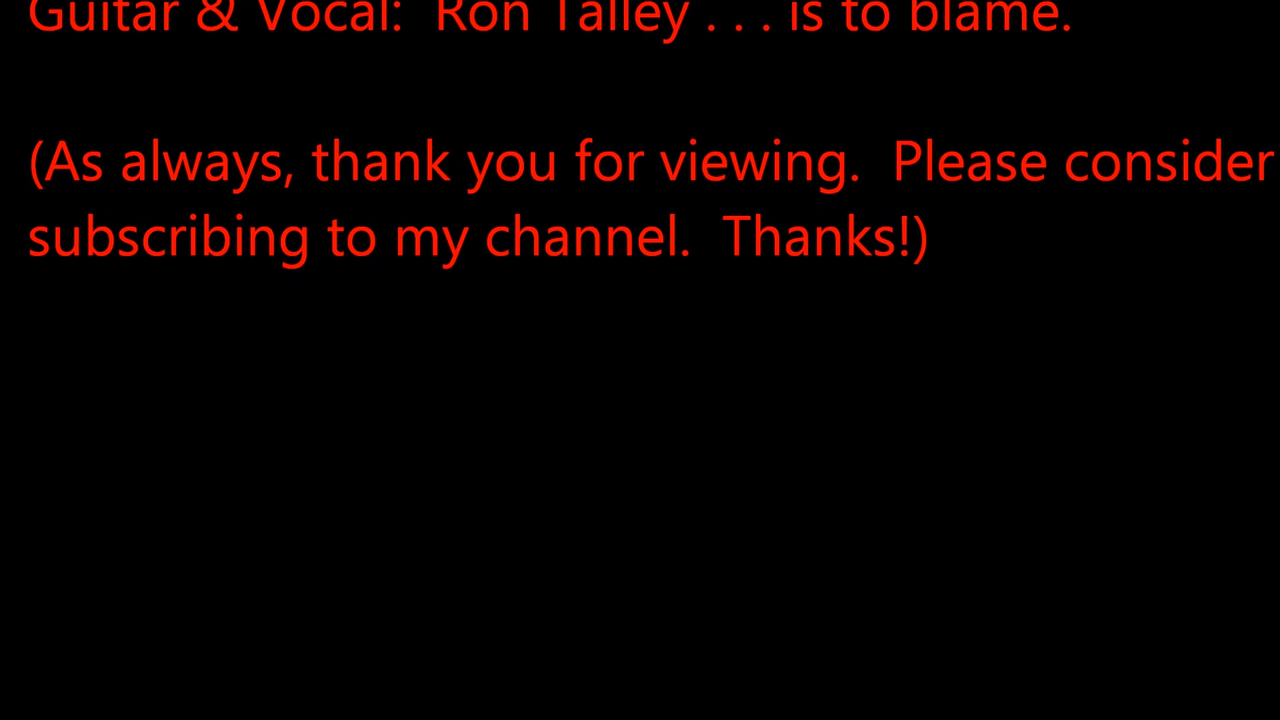 Guitar & Vocal:  Ron Talley . . . is to blame.
(As always, thank you for viewing.  Please consider
subscribing to my channel.  Thanks!)